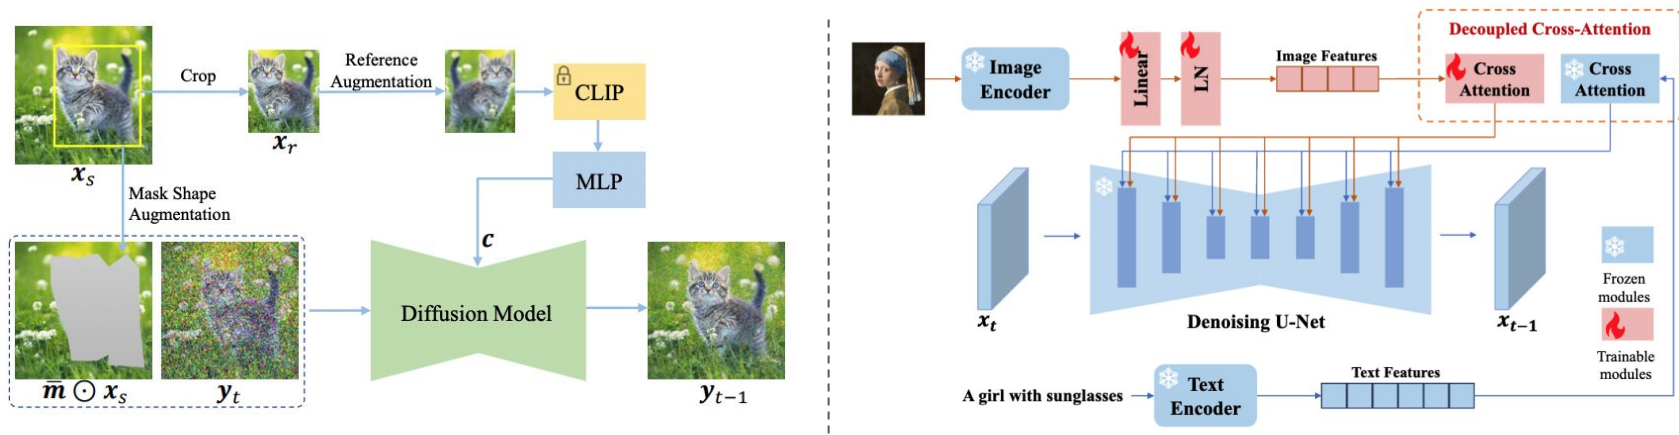 Crop
Reference
Augmentation
CLIP
x_r
x_s
MLP
Mask Shape
Augmentation
c
Diffusion Model
m̄ ⊙ x_s
y_t
y_{t−1}
Decoupled Cross-Attention
Image
Encoder
Linear
LN
Image Features
Cross
Attention
Cross
Attention
x_t
Denoising U-Net
x_{t−1}
Frozen
modules
Trainable
modules
A girl with sunglasses
Text
Encoder
Text Features